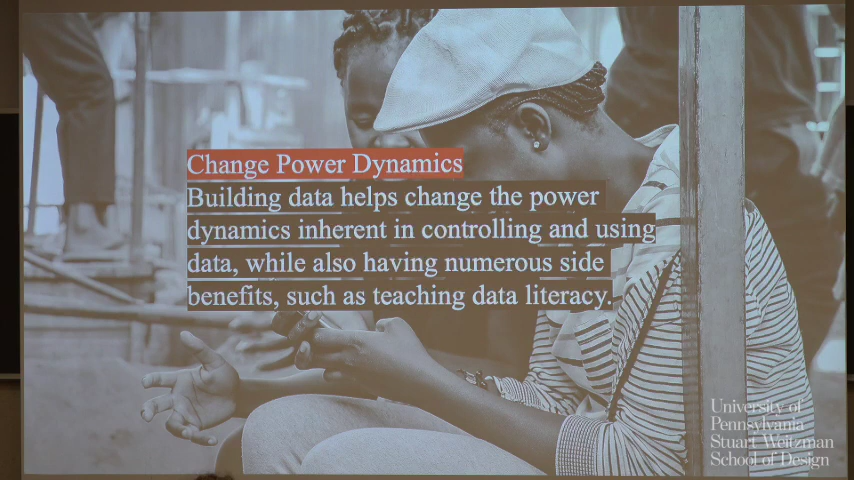 Change Power Dynamics
Building data helps change the power
dynamics inherent in controlling and using
data, while also having numerous side
benefits, such as teaching data literacy.
University of
Pennsylvania
Stuart Weitzman
School of Design